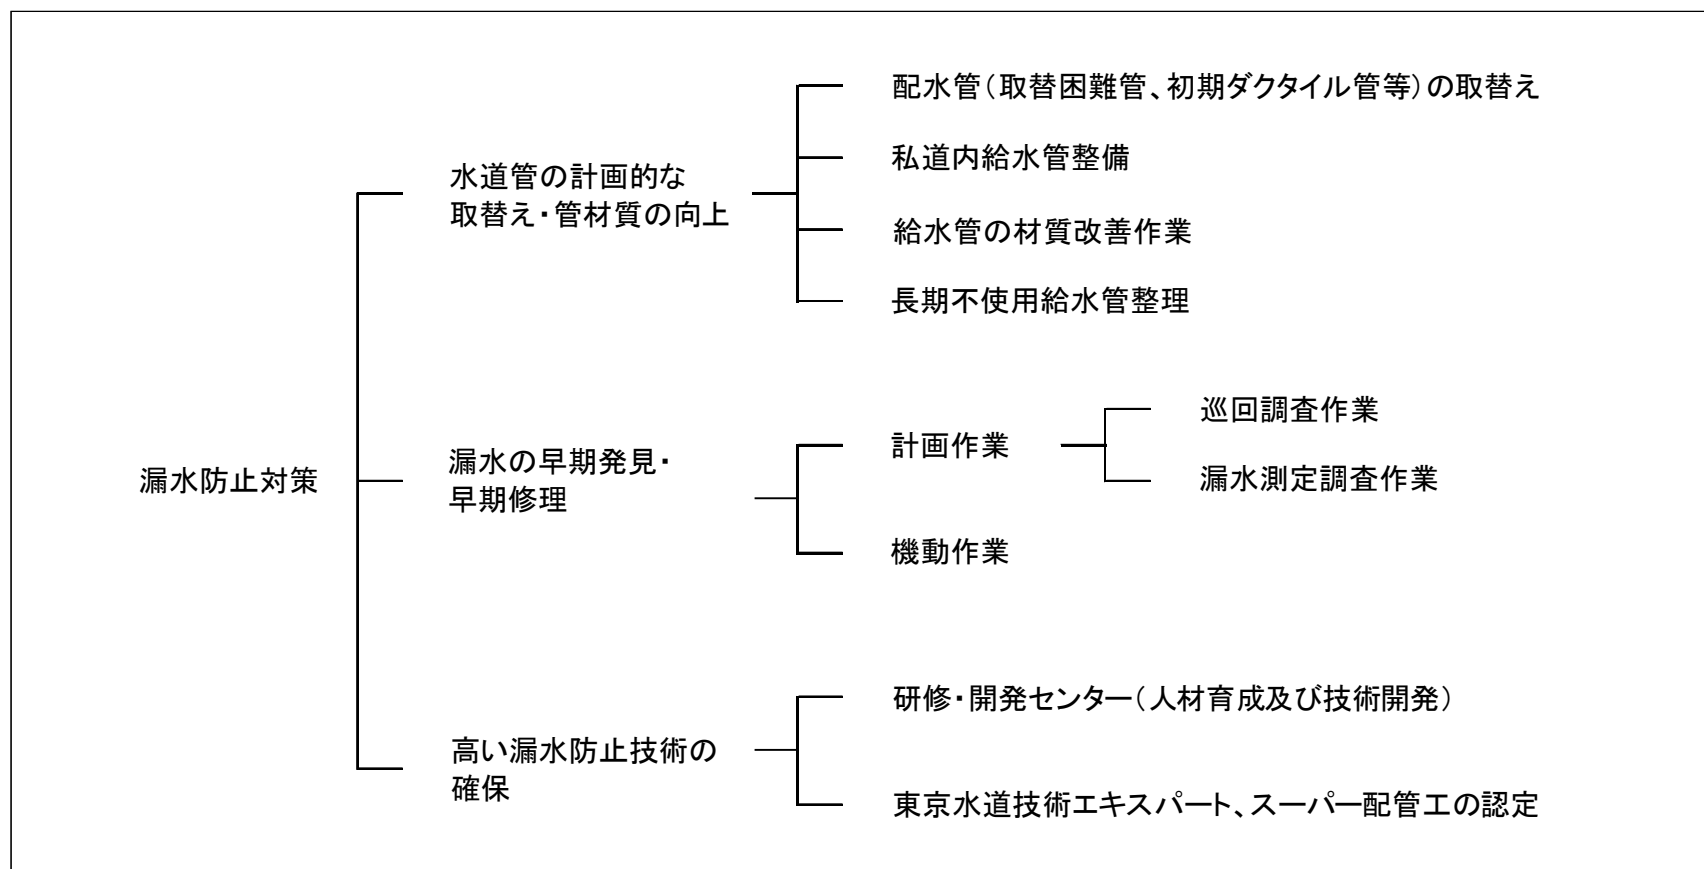 配水管（取替困難管、初期ダクタイル管等）の取替え
私道内給水管整備
水道管の計画的な
取替え・管材質の向上
給水管の材質改善作業
長期不使用給水管整理
巡回調査作業
計画作業
漏水の早期発見・
早期修理
漏水防止対策
漏水測定調査作業
機動作業
研修・開発センター（人材育成及び技術開発）
高い漏水防止技術の
確保
東京水道技術エキスパート、スーパー配管工の認定